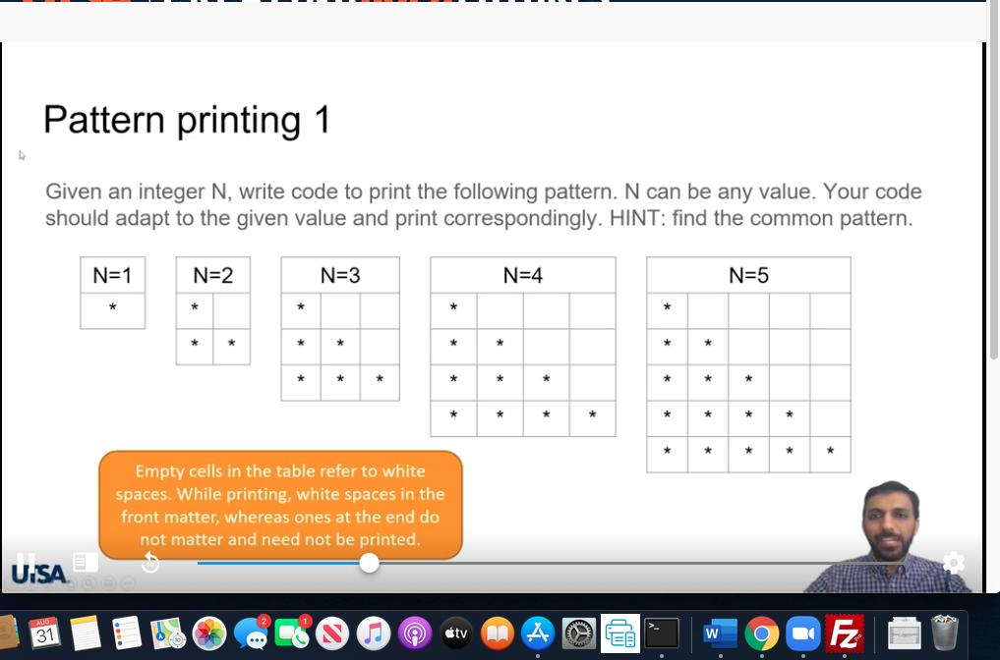 Pattern printing 1
Given an integer N, write code to print the following pattern. N can be any value. Your code
should adapt to the given value and print correspondingly. HINT: find the common pattern.
N=1 N=2 N=3 N=4 N=5
* * * * *
* * * * * * * *
* * * * * * * * *
* * * * * * * *
* * * * *
Empty cells in the table refer to white
spaces. While printing, white spaces in the
front matter, whereas ones at the end do
not matter and need not be printed.
UTSA
10
AUG
31
2
1
30
tv
>_
W
Fz